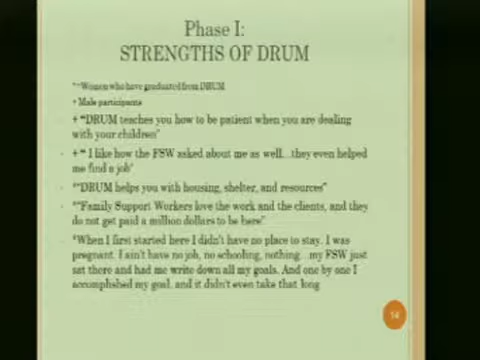 Phase I:
STRENGTHS OF DRUM
*=Women who have graduated from DRUM
+ Male participants
+ "DRUM teaches you how to be patient when you are dealing
with your children"
+ " I like how the FSW asked about me as well...they even helped
me find a job"
*"DRUM helps you with housing, shelter, and resources"
*"Family Support Workers love the work and the clients, and they
do not get paid a million dollars to be here"
*When I first started here I didn't have no place to stay. I was
pregnant. I ain't have no job, no schooling, nothing...my FSW just
sat there and had me write down all my goals. And one by one I
accomplished my goal, and it didn't even take that long
14